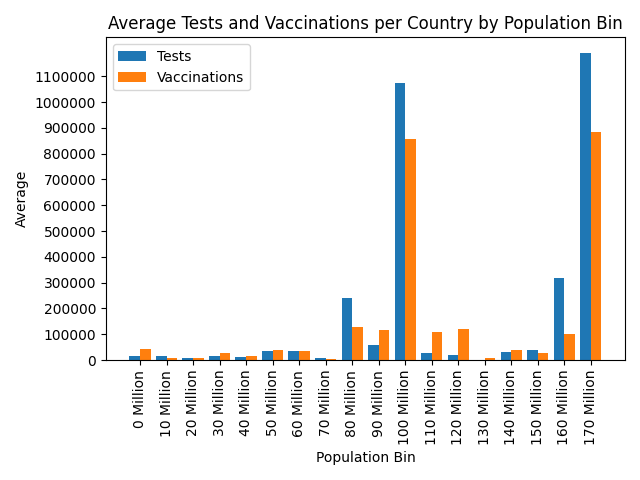 Average Tests and Vaccinations per Country by Population Bin
Tests
Vaccinations
1100000
1000000
900000
800000
700000
600000
500000
400000
300000
200000
100000
0
Average
0 Million
10 Million
20 Million
30 Million
40 Million
50 Million
60 Million
70 Million
80 Million
90 Million
100 Million
110 Million
120 Million
130 Million
140 Million
150 Million
160 Million
170 Million
Population Bin